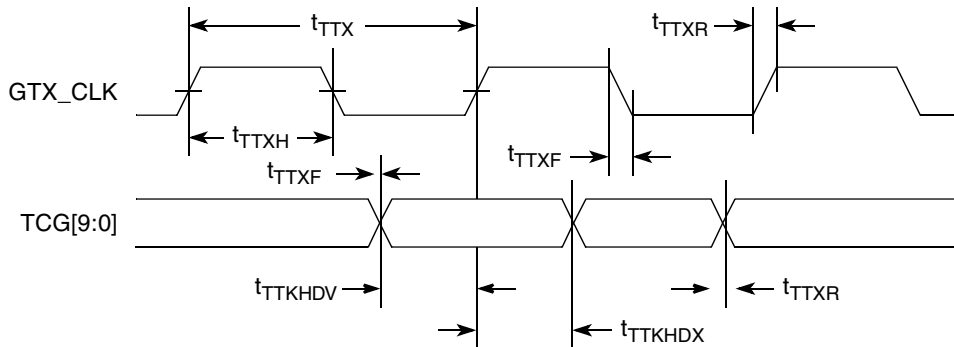 tTTX
tTTXR
GTX_CLK
tTTXH
tTTXF
tTTXF
TCG[9:0]
tTTKHDV
tTTXR
tTTKHDX